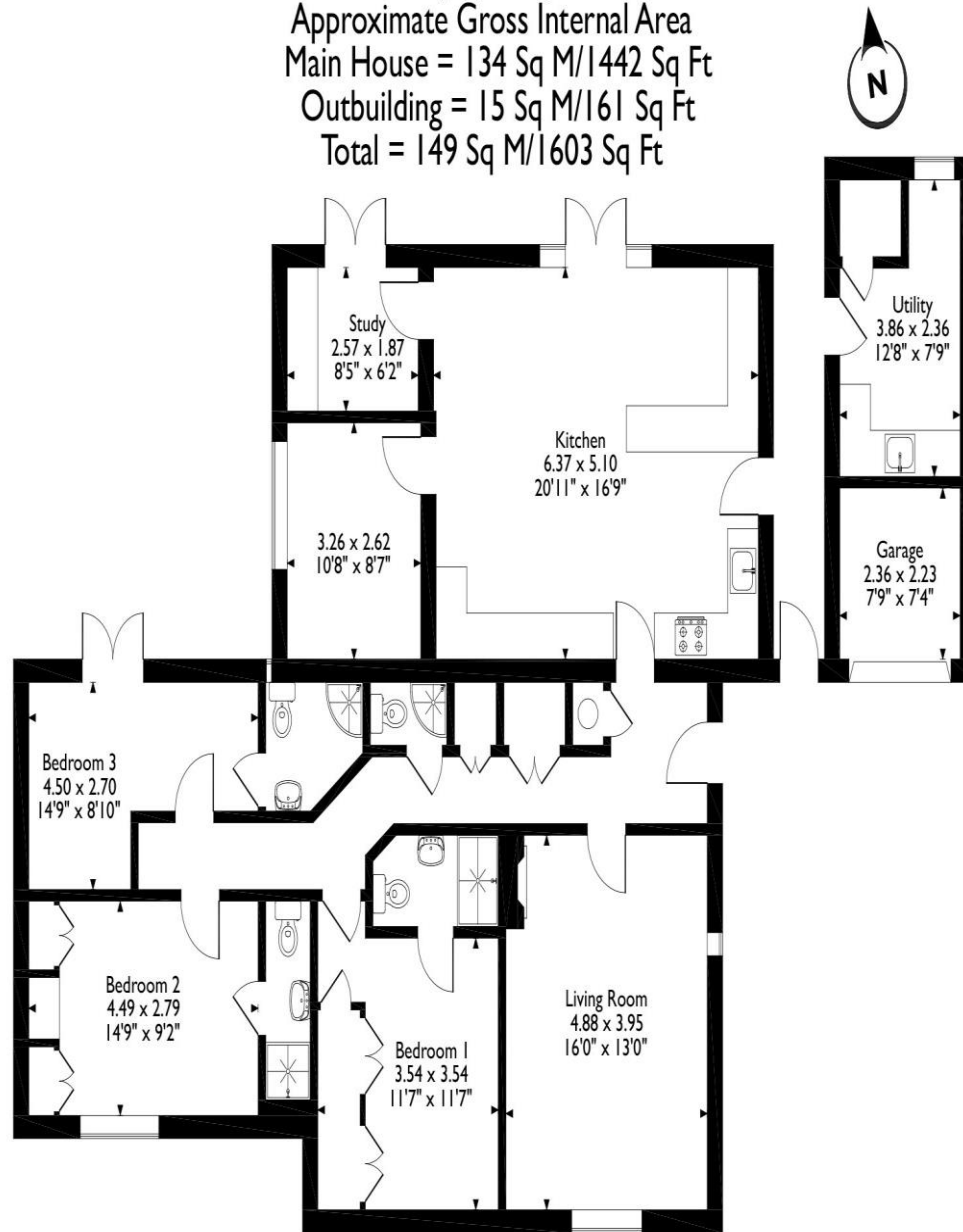 Approximate Gross Internal Area
Main House = 134 Sq M/1442 Sq Ft
Outbuilding = 15 Sq M/161 Sq Ft
Total = 149 Sq M/1603 Sq Ft
N
Utility
3.86 x 2.36
12'8" x 7'9"
Study
2.57 x 1.87
8'5" x 6'2"
Kitchen
6.37 x 5.10
20'11" x 16'9"
3.26 x 2.62
10'8" x 8'7"
Garage
2.36 x 2.23
7'9" x 7'4"
Bedroom 3
4.50 x 2.70
14'9" x 8'10"
Bedroom 2
4.49 x 2.79
14'9" x 9'2"
Bedroom 1
3.54 x 3.54
11'7" x 11'7"
Living Room
4.88 x 3.95
16'0" x 13'0"